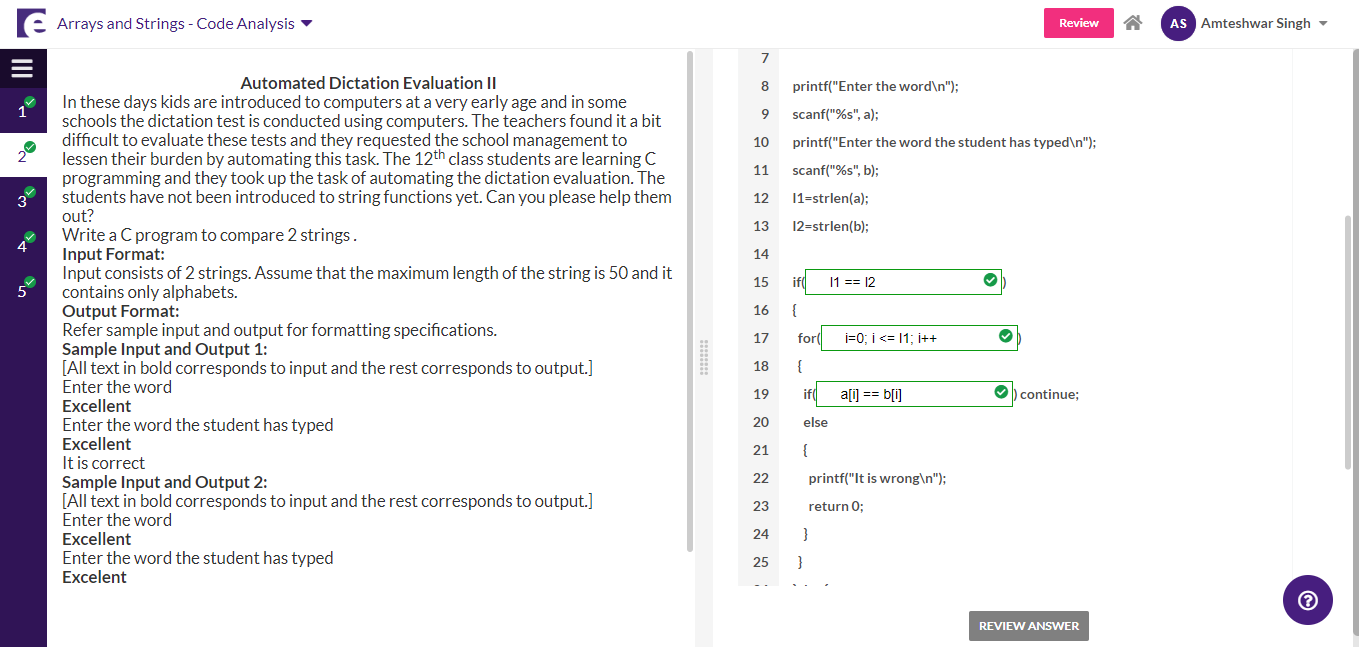 Arrays and Strings - Code Analysis
Review
AS
Amteshwar Singh
1
2
3
4
5
Automated Dictation Evaluation II
In these days kids are introduced to computers at a very early age and in some
schools the dictation test is conducted using computers. The teachers found it a bit
difficult to evaluate these tests and they requested the school management to
lessen their burden by automating this task. The 12th class students are learning C
programming and they took up the task of automating the dictation evaluation. The
students have not been introduced to string functions yet. Can you please help them
out?
Write a C program to compare 2 strings .
Input Format:
Input consists of 2 strings. Assume that the maximum length of the string is 50 and it
contains only alphabets.
Output Format:
Refer sample input and output for formatting specifications.
Sample Input and Output 1:
[All text in bold corresponds to input and the rest corresponds to output.]
Enter the word
Excellent
Enter the word the student has typed
Excellent
It is correct
Sample Input and Output 2:
[All text in bold corresponds to input and the rest corresponds to output.]
Enter the word
Excellent
Enter the word the student has typed
Excelent
7
8 printf("Enter the word\n");
9 scanf("%s", a);
10 printf("Enter the word the student has typed\n");
11 scanf("%s", b);
12 l1=strlen(a);
13 l2=strlen(b);
14
15 if( l1 == l2 )
16 {
17 for( i=0; i <= l1; i++ )
18 {
19 if( a[i] == b[i] ) continue;
20 else
21 {
22 printf("It is wrong\n");
23 return 0;
24 }
25 }
REVIEW ANSWER